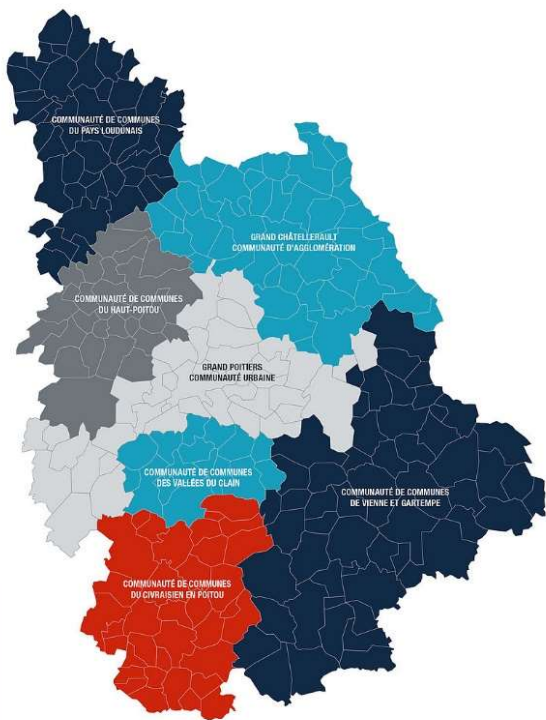 COMMUNAUTÉ DE COMMUNES
DU PAYS LOUDUNAIS
GRAND CHÂTELLERAULT
COMMUNAUTÉ D'AGGLOMÉRATION
COMMUNAUTÉ DE COMMUNES
DU HAUT-POITOU
GRAND POITIERS
COMMUNAUTÉ URBAINE
COMMUNAUTÉ DE COMMUNES
DES VALLÉES DU CLAIN
COMMUNAUTÉ DE COMMUNES
DE VIENNE ET GARTEMPE
COMMUNAUTÉ DE COMMUNES
DU CIVRAISIEN EN POITOU